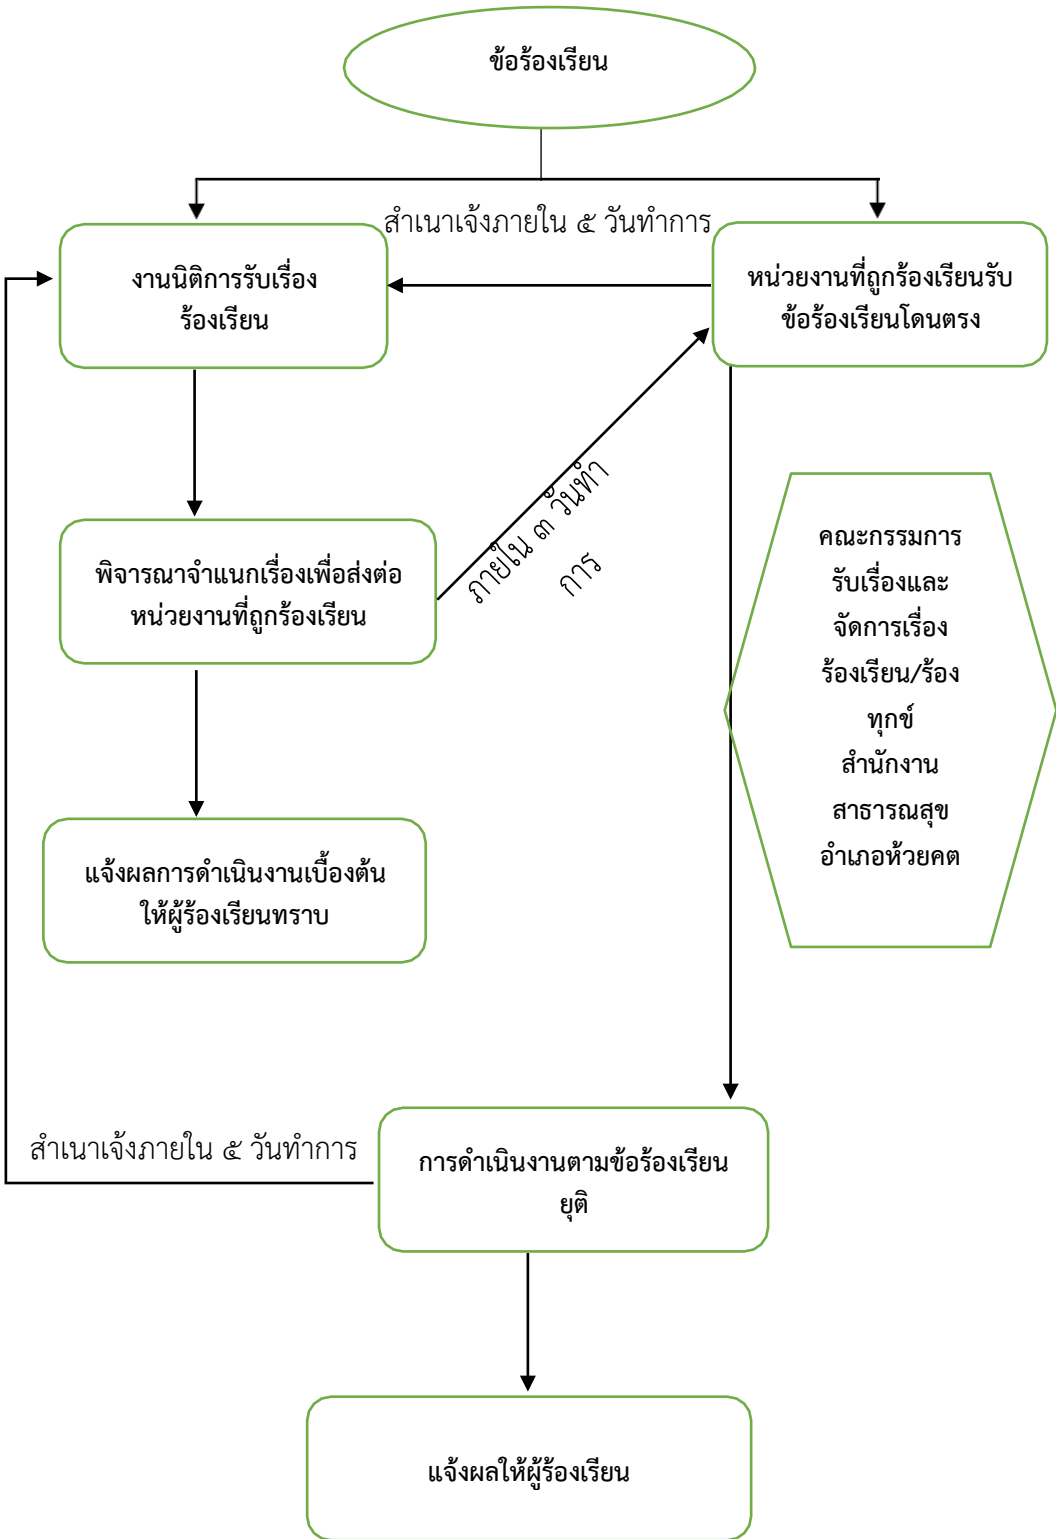 ข้อร้องเรียน
สำเนาเจ้งภายใน ๕ วันทำการ
งานนิติการรับเรื่อง
ร้องเรียน
หน่วยงานที่ถูกร้องเรียนรับ
ข้อร้องเรียนโดนตรง
ภายใน ๓ วันทำ
การ
พิจารณาจำแนกเรื่องเพื่อส่งต่อ
หน่วยงานที่ถูกร้องเรียน
คณะกรรมการ
รับเรื่องและ
จัดการเรื่อง
ร้องเรียน/ร้อง
ทุกข์
สำนักงาน
สาธารณสุข
อำเภอห้วยคต
แจ้งผลการดำเนินงานเบื้องต้น
ให้ผู้ร้องเรียนทราบ
สำเนาเจ้งภายใน ๕ วันทำการ
การดำเนินงานตามข้อร้องเรียน
ยุติ
แจ้งผลให้ผู้ร้องเรียน